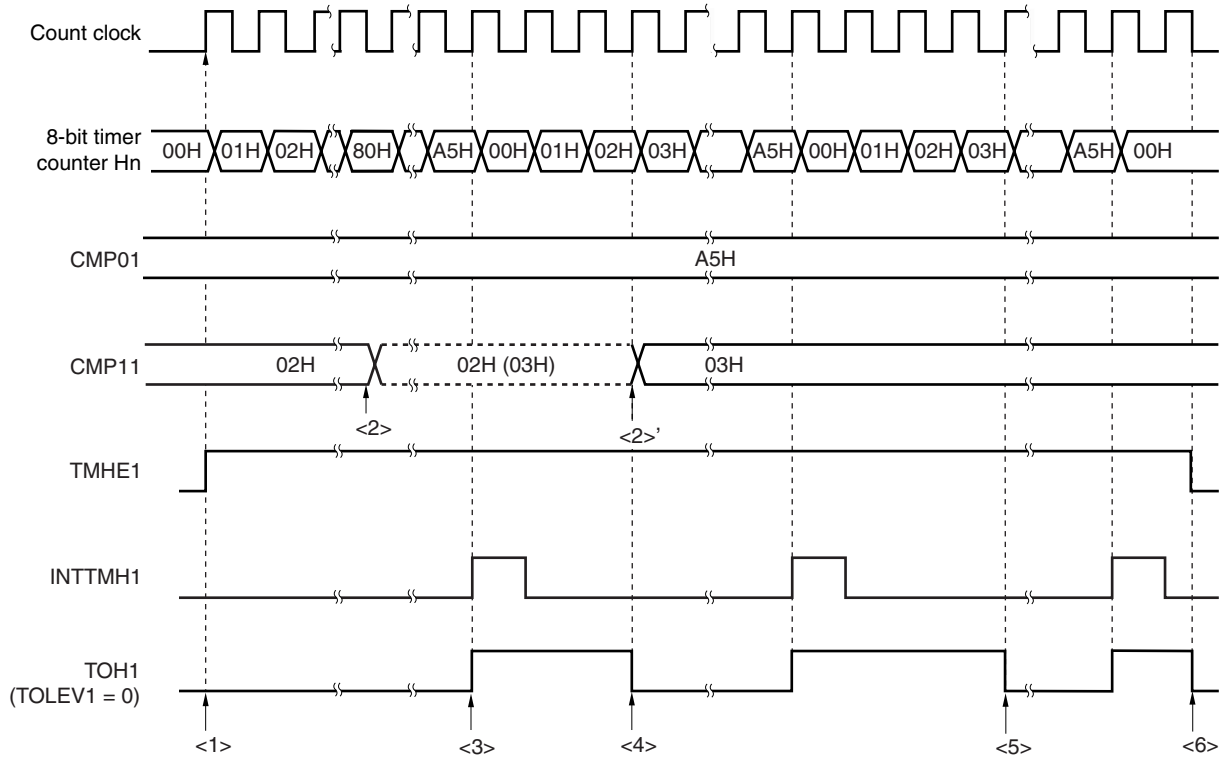 Count clock
8-bit timer
counter Hn
00H 01H 02H 80H A5H 00H 01H 02H 03H A5H 00H 01H 02H 03H A5H 00H
CMP01
A5H
CMP11
02H 02H (03H) 03H
<2> <2>’
TMHE1
INTTMH1
TOH1
(TOLEV1 = 0)
<1> <3> <4> <5> <6>